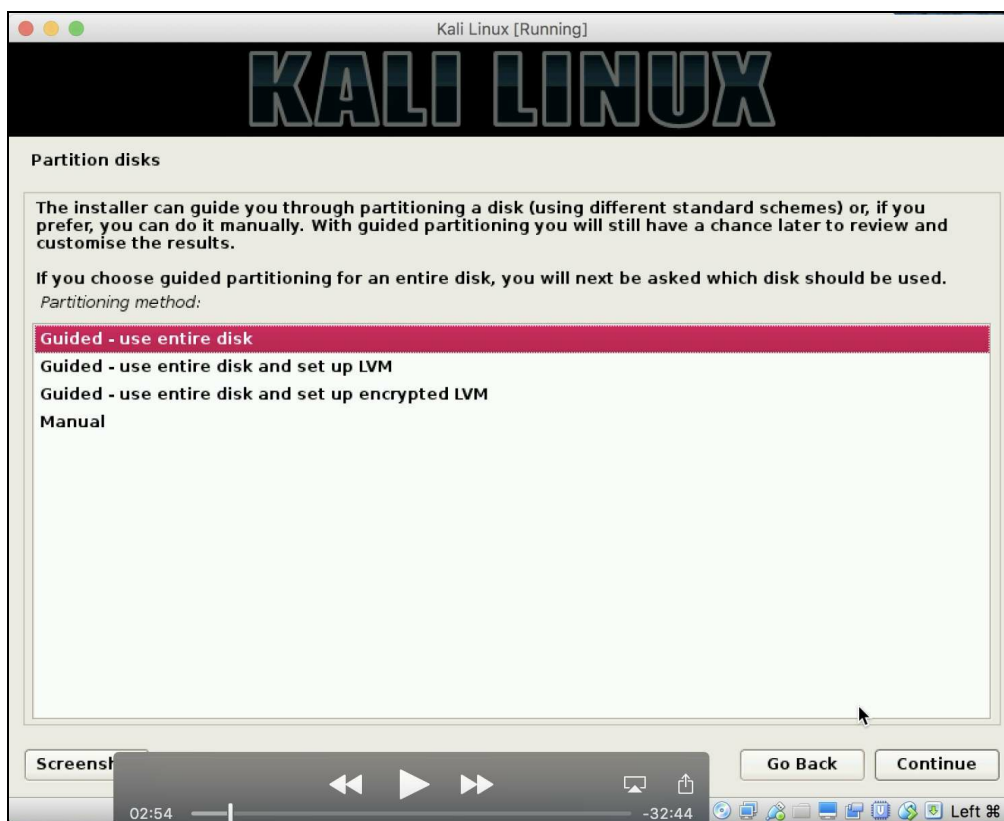 Kali Linux [Running]
KALI LINUX
Partition disks
The installer can guide you through partitioning a disk (using different standard schemes) or, if you
prefer, you can do it manually. With guided partitioning you will still have a chance later to review and
customise the results.
If you choose guided partitioning for an entire disk, you will next be asked which disk should be used.
Partitioning method:
Guided - use entire disk
Guided - use entire disk and set up LVM
Guided - use entire disk and set up encrypted LVM
Manual
Go Back
Continue
02:54
-32:44
Left ⌘